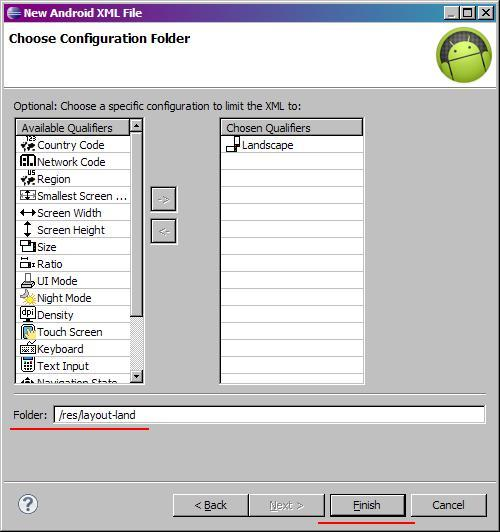 New Android XML File
Choose Configuration Folder
Optional: Choose a specific configuration to limit the XML to:
Available Qualifiers
Country Code
Network Code
Region
Smallest Screen ...
Screen Width
Screen Height
Size
Ratio
UI Mode
Night Mode
Density
Touch Screen
Keyboard
Text Input
Navigation State
->
<-
Chosen Qualifiers
Landscape
Folder: /res/layout-land
? < Back Next > Finish Cancel